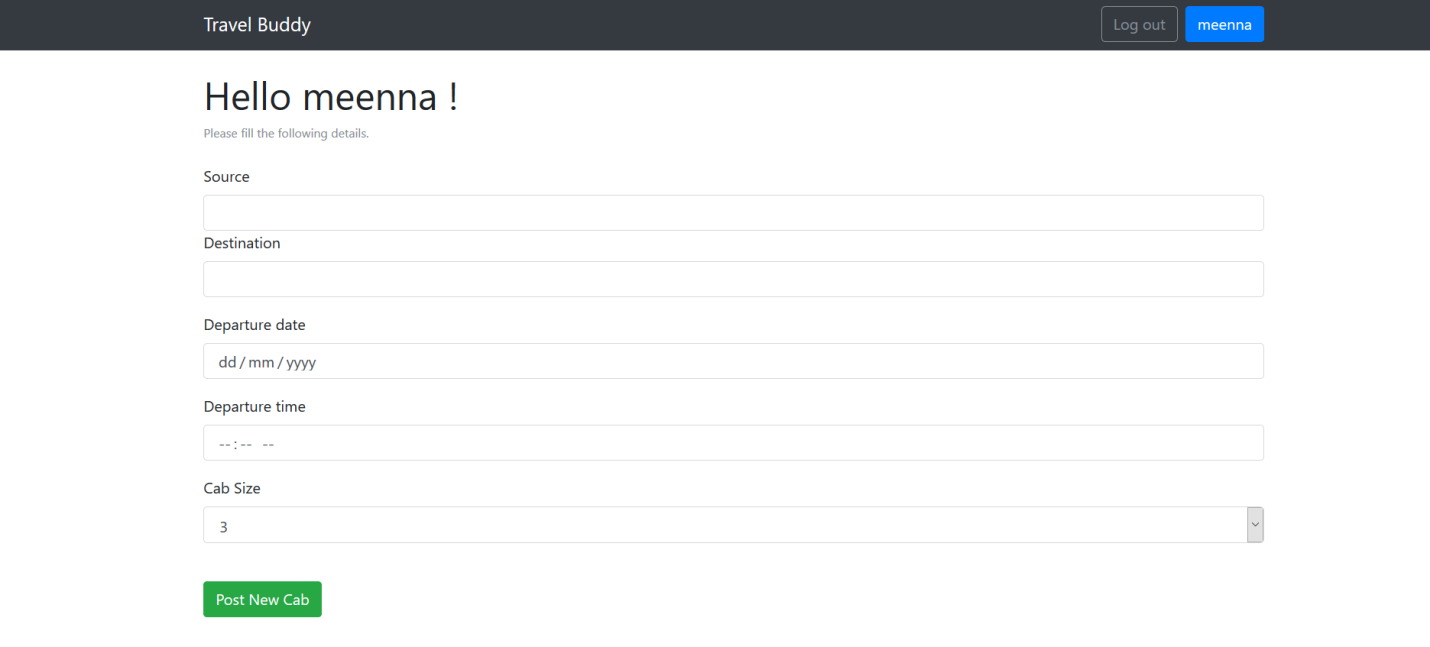 Travel Buddy
Log out
meenna
Hello meenna !
Please fill the following details.
Source
Destination
Departure date
dd / mm / yyyy
Departure time
-- : -- --
Cab Size
3
Post New Cab